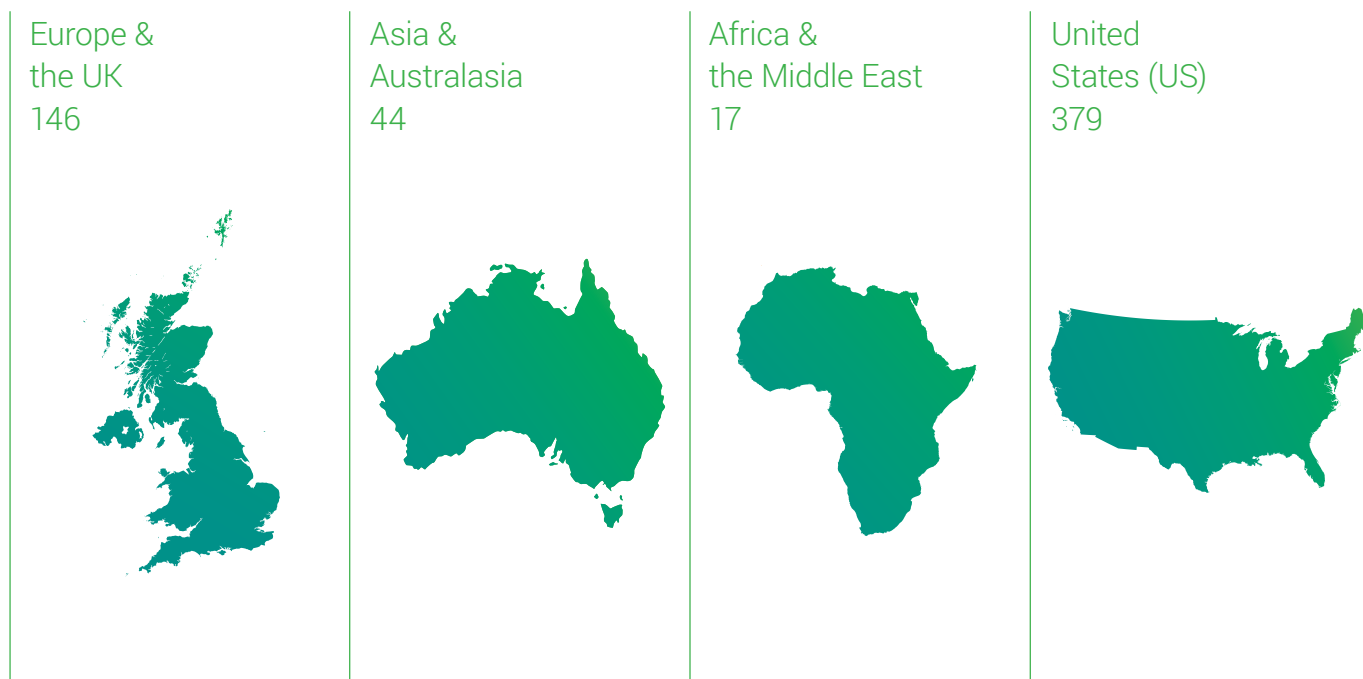 Europe &
the UK
146
Asia &
Australasia
44
Africa &
the Middle East
17
United
States (US)
379